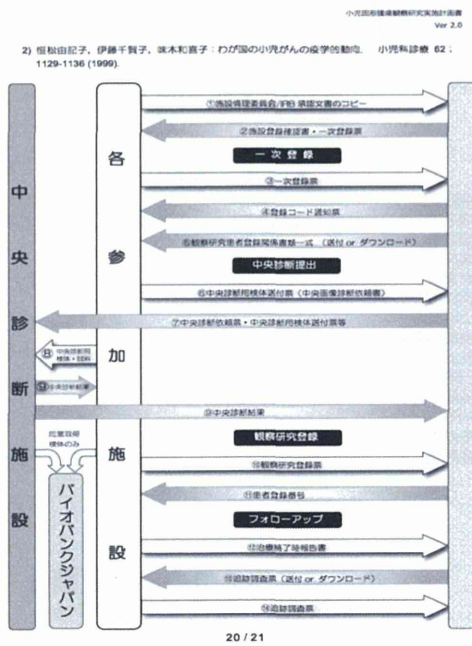 小児固形腫瘍観察研究実施計画書
Ver 2.0
2) 恒松由記子, 伊藤千賀子, 味木和喜子：わが国の小児がんの疫学的動向. 小児科診療 62：
1129-1136 (1999).
中央診断施設
各参加施設
バイオバンクジャパン
①施設倫理委員会/IRB 承認文書のコピー
②施設登録確認書・一次登録票
一次登録
③一次登録票
④登録コード通知票
⑤観察研究患者登録関係書類一式（送付 or ダウンロード）
中央診断提出
⑥中央診断用検体送付票（中央画像診断依頼書）
⑦中央診断依頼票・中央診断用検体送付票等
⑧中央診断用
検体・
⑨中央診断結果
⑩中央診断結果
同意取得
検体のみ
観察研究登録
観察研究登録票
患者登録番号
フォローアップ
治療終了時報告書
追跡調査票（送付 or ダウンロード）
追跡調査票
20 / 21